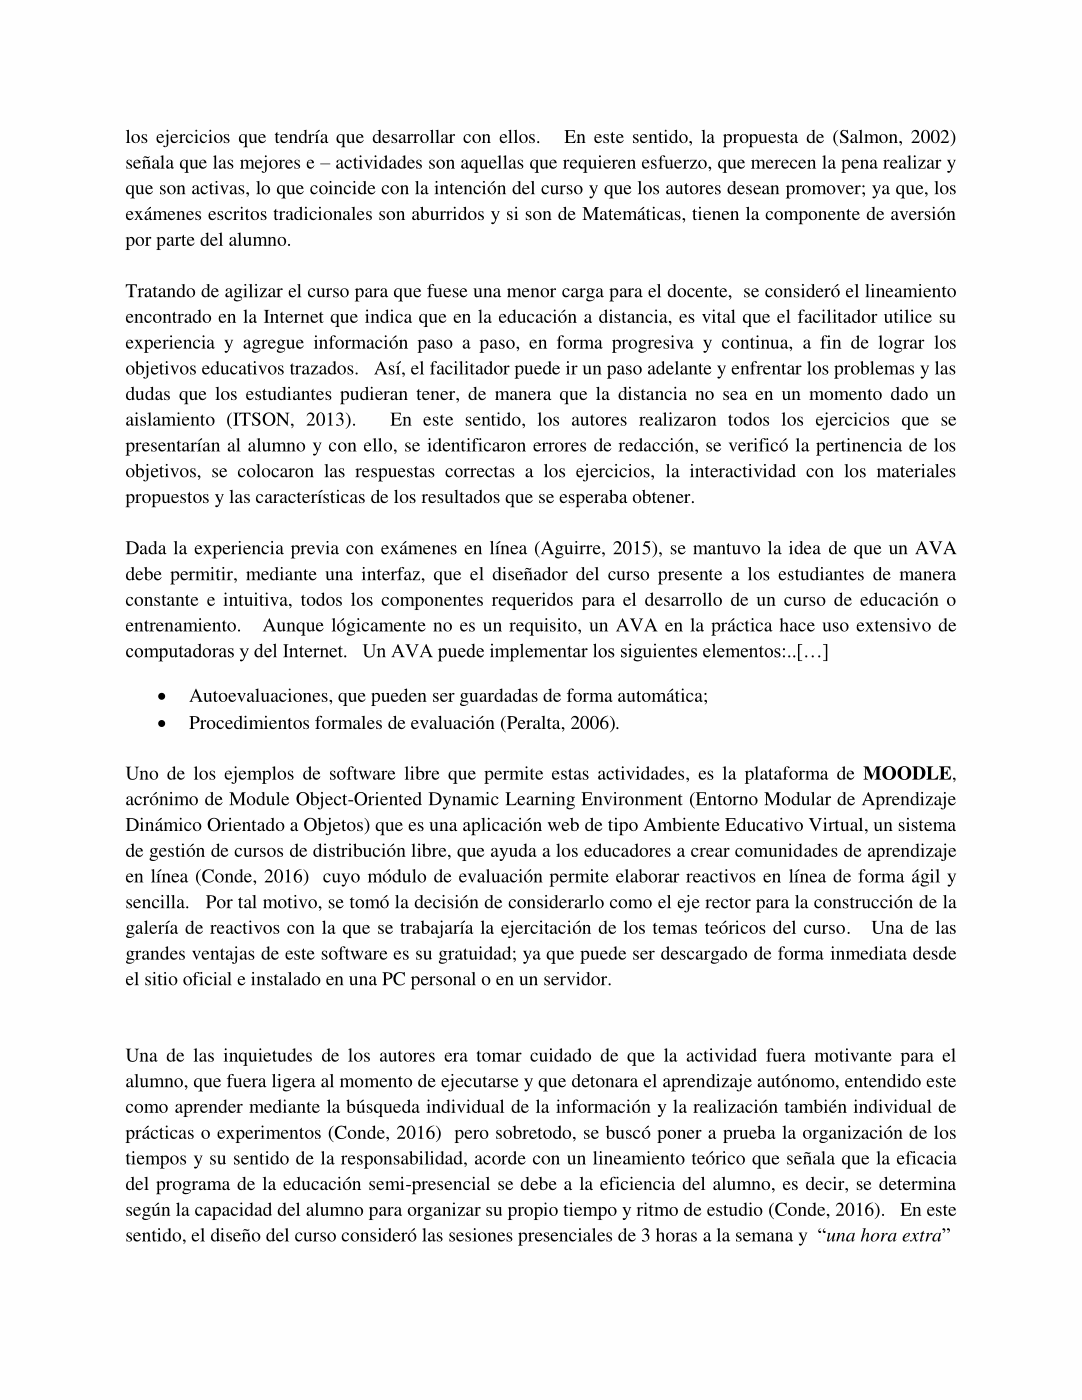 los ejercicios que tendría que desarrollar con ellos. En este sentido, la propuesta de (Salmon, 2002)
señala que las mejores e – actividades son aquellas que requieren esfuerzo, que merecen la pena realizar y
que son activas, lo que coincide con la intención del curso y que los autores desean promover; ya que, los
exámenes escritos tradicionales son aburridos y si son de Matemáticas, tienen la componente de aversión
por parte del alumno.
Tratando de agilizar el curso para que fuese una menor carga para el docente, se consideró el lineamiento
encontrado en la Internet que indica que en la educación a distancia, es vital que el facilitador utilice su
experiencia y agregue información paso a paso, en forma progresiva y continua, a fin de lograr los
objetivos educativos trazados. Así, el facilitador puede ir un paso adelante y enfrentar los problemas y las
dudas que los estudiantes pudieran tener, de manera que la distancia no sea en un momento dado un
aislamiento (ITSON, 2013). En este sentido, los autores realizaron todos los ejercicios que se
presentarían al alumno y con ello, se identificaron errores de redacción, se verificó la pertinencia de los
objetivos, se colocaron las respuestas correctas a los ejercicios, la interactividad con los materiales
propuestos y las características de los resultados que se esperaba obtener.
Dada la experiencia previa con exámenes en línea (Aguirre, 2015), se mantuvo la idea de que un AVA
debe permitir, mediante una interfaz, que el diseñador del curso presente a los estudiantes de manera
constante e intuitiva, todos los componentes requeridos para el desarrollo de un curso de educación o
entrenamiento. Aunque lógicamente no es un requisito, un AVA en la práctica hace uso extensivo de
computadoras y del Internet. Un AVA puede implementar los siguientes elementos:..[…]
• Autoevaluaciones, que pueden ser guardadas de forma automática;
• Procedimientos formales de evaluación (Peralta, 2006).
Uno de los ejemplos de software libre que permite estas actividades, es la plataforma de MOODLE,
acrónimo de Module Object-Oriented Dynamic Learning Environment (Entorno Modular de Aprendizaje
Dinámico Orientado a Objetos) que es una aplicación web de tipo Ambiente Educativo Virtual, un sistema
de gestión de cursos de distribución libre, que ayuda a los educadores a crear comunidades de aprendizaje
en línea (Conde, 2016) cuyo módulo de evaluación permite elaborar reactivos en línea de forma ágil y
sencilla. Por tal motivo, se tomó la decisión de considerarlo como el eje rector para la construcción de la
galería de reactivos con la que se trabajaría la ejercitación de los temas teóricos del curso. Una de las
grandes ventajas de este software es su gratuidad; ya que puede ser descargado de forma inmediata desde
el sitio oficial e instalado en una PC personal o en un servidor.
Una de las inquietudes de los autores era tomar cuidado de que la actividad fuera motivante para el
alumno, que fuera ligera al momento de ejecutarse y que detonara el aprendizaje autónomo, entendido este
como aprender mediante la búsqueda individual de la información y la realización también individual de
prácticas o experimentos (Conde, 2016) pero sobretodo, se buscó poner a prueba la organización de los
tiempos y su sentido de la responsabilidad, acorde con un lineamiento teórico que señala que la eficacia
del programa de la educación semi-presencial se debe a la eficiencia del alumno, es decir, se determina
según la capacidad del alumno para organizar su propio tiempo y ritmo de estudio (Conde, 2016). En este
sentido, el diseño del curso consideró las sesiones presenciales de 3 horas a la semana y “una hora extra”